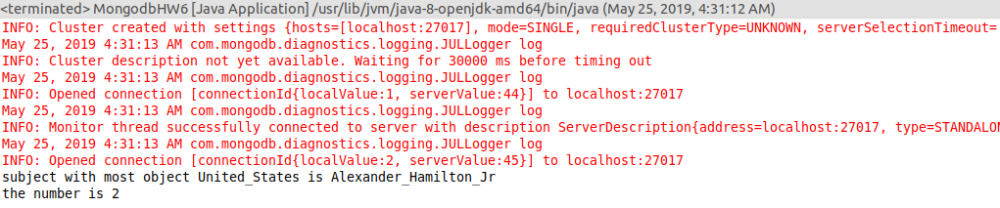 <terminated> MongodbHW6 [Java Application] /usr/lib/jvm/java-8-openjdk-amd64/bin/java (May 25, 2019, 4:31:12 AM)
INFO: Cluster created with settings {hosts=[localhost:27017], mode=SINGLE, requiredClusterType=UNKNOWN, serverSelectionTimeout=
May 25, 2019 4:31:13 AM com.mongodb.diagnostics.logging.JULLogger log
INFO: Cluster description not yet available. Waiting for 30000 ms before timing out
May 25, 2019 4:31:13 AM com.mongodb.diagnostics.logging.JULLogger log
INFO: Opened connection [connectionId{localValue:1, serverValue:44}] to localhost:27017
May 25, 2019 4:31:13 AM com.mongodb.diagnostics.logging.JULLogger log
INFO: Monitor thread successfully connected to server with description ServerDescription{address=localhost:27017, type=STANDALON
May 25, 2019 4:31:13 AM com.mongodb.diagnostics.logging.JULLogger log
INFO: Opened connection [connectionId{localValue:2, serverValue:45}] to localhost:27017
subject with most object United_States is Alexander_Hamilton_Jr
the number is 2